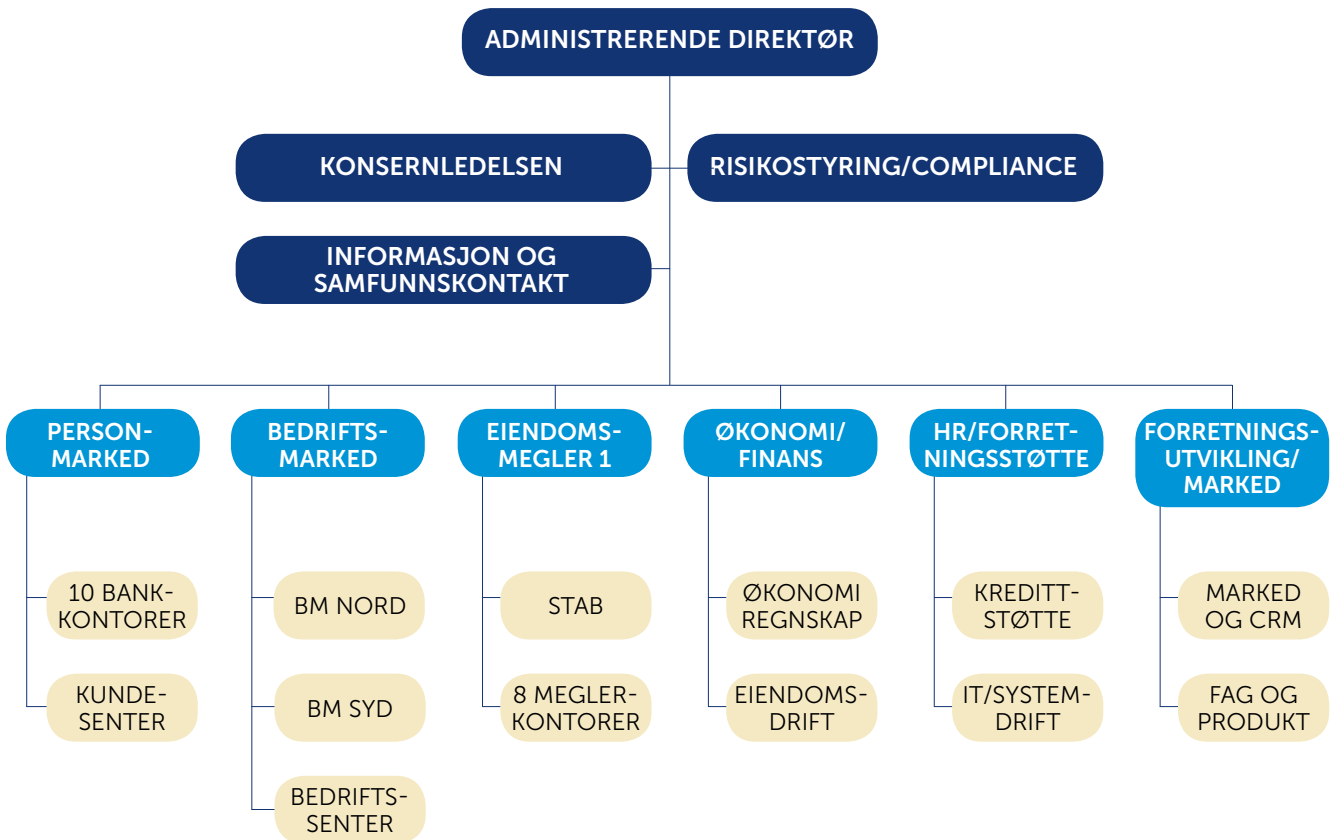 ADMINISTRERENDE DIREKTØR
KONSERNLEDELSEN
RISIKOSTYRING/COMPLIANCE
INFORMASJON OG
SAMFUNNSKONTAKT
PERSON-
MARKED
BEDRIFTS-
MARKED
EIENDOMS-
MEGLER 1
ØKONOMI/
FINANS
HR/FORRET-
NINGSSTØTTE
FORRETNINGS-
UTVIKLING/
MARKED
10 BANK-
KONTORER
BM NORD
STAB
ØKONOMI
REGNSKAP
KREDITT-
STØTTE
MARKED
OG CRM
KUNDE-
SENTER
BM SYD
8 MEGLER-
KONTORER
EIENDOMS-
DRIFT
IT/SYSTEM-
DRIFT
FAG OG
PRODUKT
BEDRIFTS-
SENTER